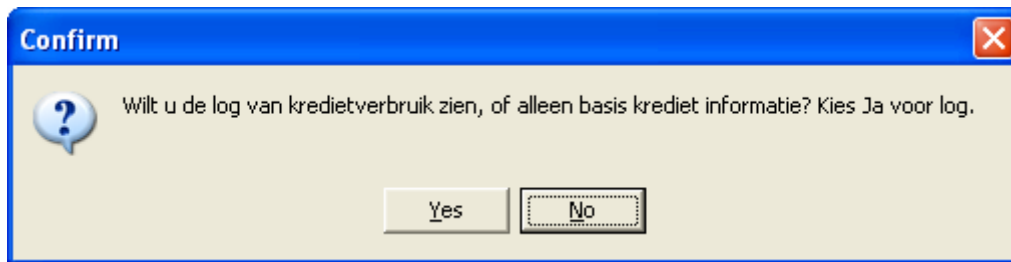 Confirm
Wilt u de log van kredietverbruik zien, of alleen basis krediet informatie? Kies Ja voor log.
Yes
No